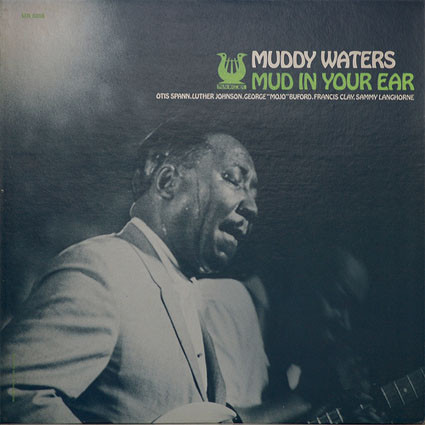 MUDDY WATERS
MUD IN YOUR EAR
OTIS SPANN, LUTHER JOHNSON, GEORGE "MOJO" BUFORD, FRANCIS CLAY, SAMMY LANGHORNE